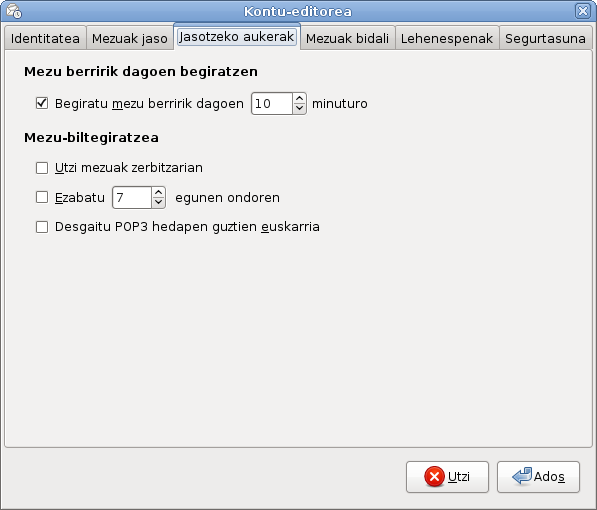 Kontu-editorea
Identitatea Mezuak jaso Jasotzeko aukerak Mezuak bidali Lehenespenak Segurtasuna
Mezu berririk dagoen begiratzen
Begiratu mezu berririk dagoen 10 minuturo
Mezu-biltegiratzea
Utzi mezuak zerbitzarian
Ezabatu 7 egunen ondoren
Desgaitu POP3 hedapen guztien euskarria
Utzi Ados